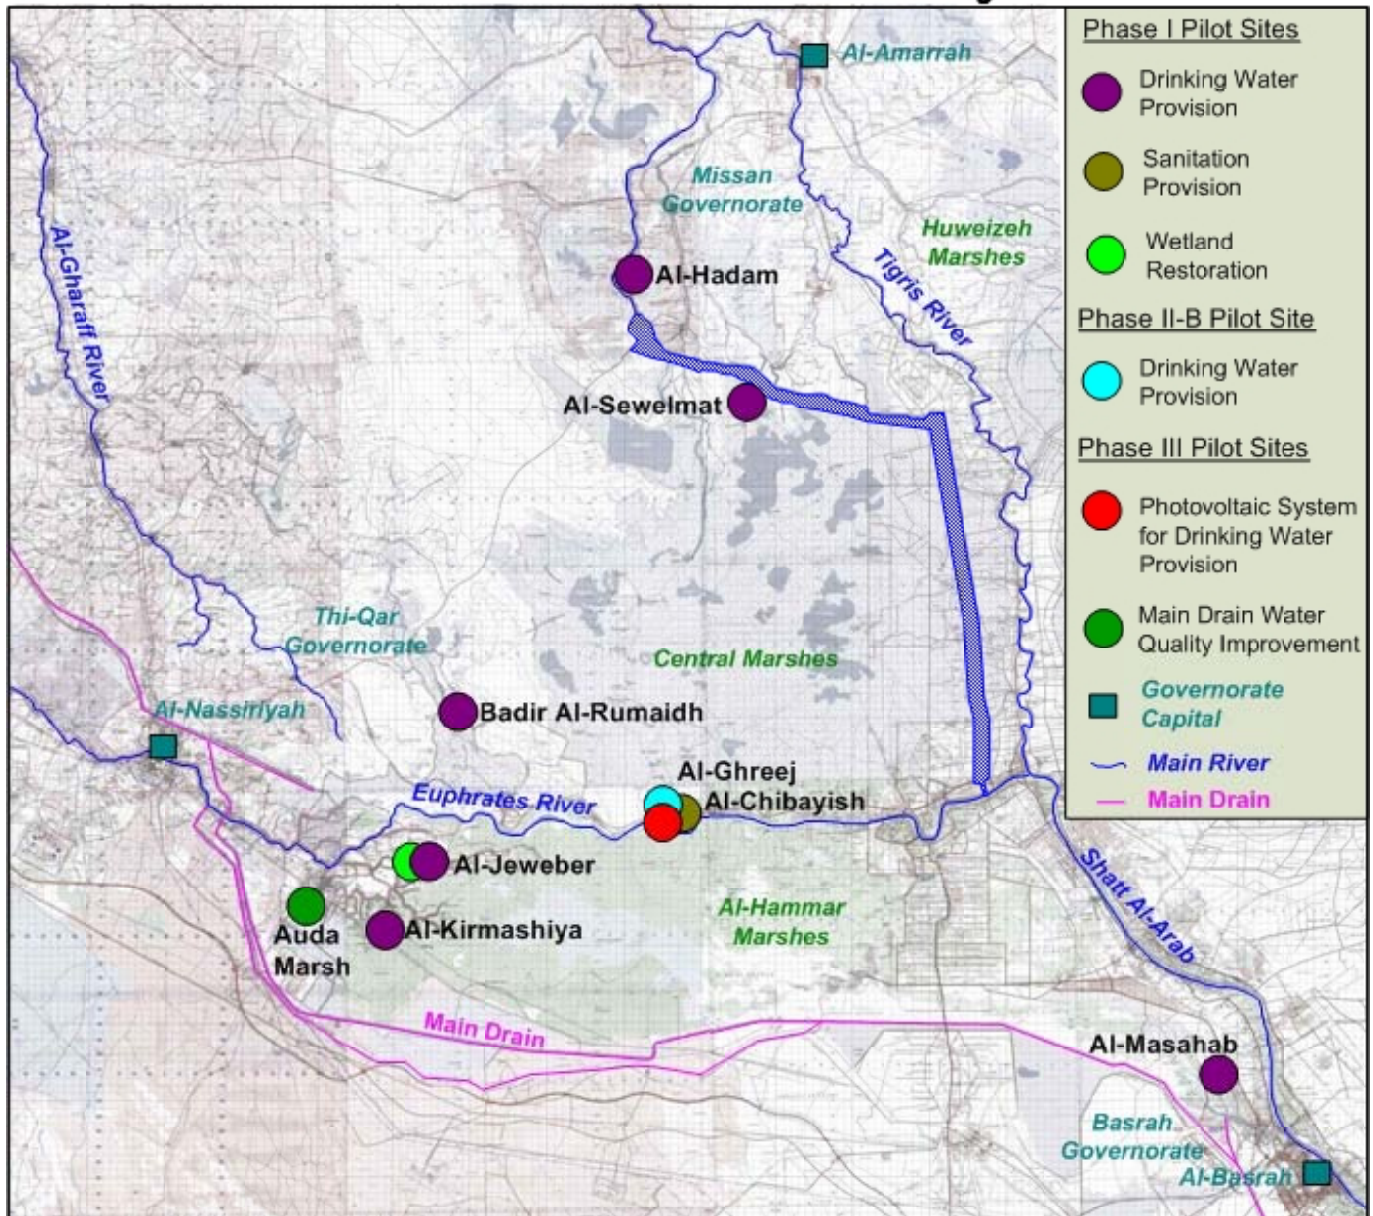 Al-Amarrah
Missan
Governorate
Huweizeh
Marshes
Al-Gharaff River
Tigris River
Al-Hadam
Al-Sewelmat
Thi-Qar
Governorate
Central Marshes
Al-Nassiriyah
Badir Al-Rumaidh
Al-Ghreej
Euphrates River
Al-Chibayish
Al-Jeweber
Shatt Al-Arab
Al-Hammar
Marshes
Al-Kirmashiya
Auda
Marsh
Main Drain
Al-Masahab
Basrah
Governorate
Al-Basrah
Phase I Pilot Sites
Drinking Water
Provision
Sanitation
Provision
Wetland
Restoration
Phase II-B Pilot Site
Drinking Water
Provision
Phase III Pilot Sites
Photovoltaic System
for Drinking Water
Provision
Main Drain Water
Quality Improvement
Governorate
Capital
Main River
Main Drain